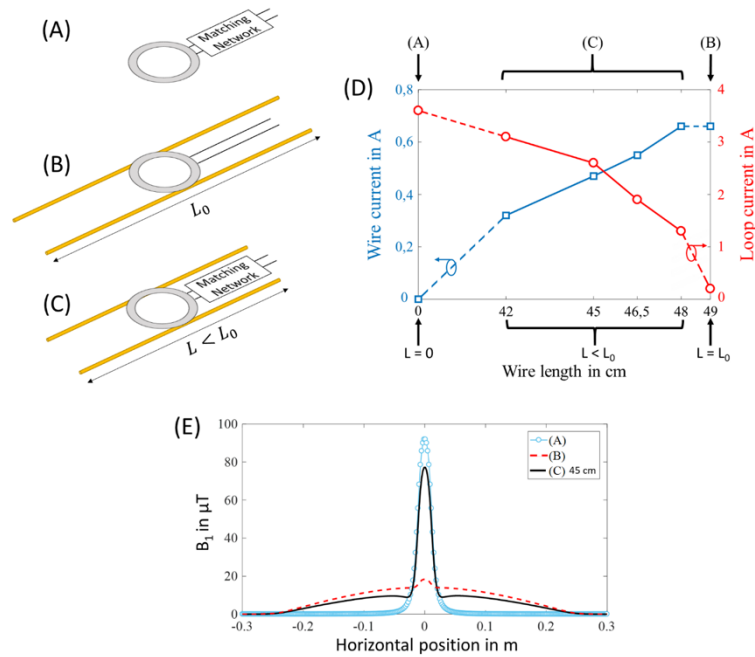 (A)
Matching
Network
(B)
L₀
(C)
Matching
Network
L < L₀
(A)
(C)
(B)
(D)
Wire current in A
0,8
0,6
0,4
0,2
0
Loop current in A
4
3
2
1
0
0
42
45
46,5
48
49
L = 0
L < L₀
L = L₀
Wire length in cm
(E)
B₁ in µT
100
80
60
40
20
0
(A)
(B)
(C) 45 cm
-0.3
-0.2
-0.1
0
0.1
0.2
0.3
Horizontal position in m